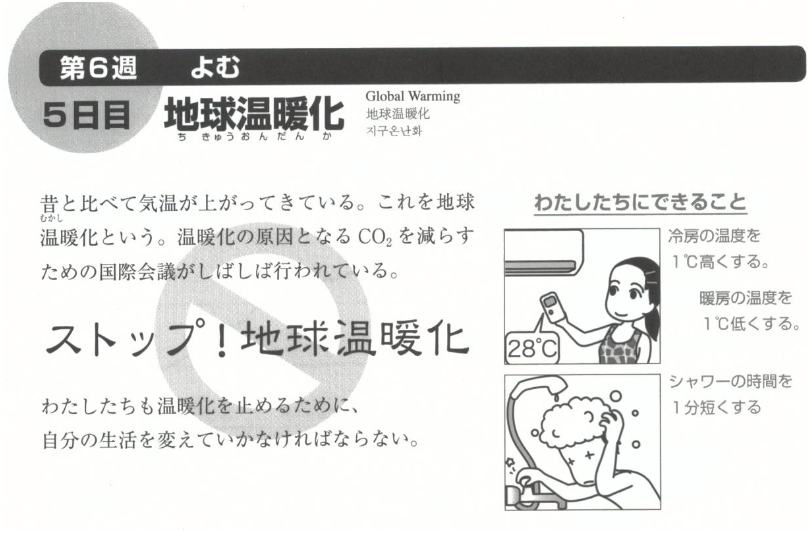 第6週 よむ
5日目 地球温暖化
ちきゅうおんだんか
Global Warming
地球温暖化
지구온난화
昔と比べて気温が上がってきている。これを地球
むかし
温暖化という。温暖化の原因となる CO₂ を減らす
ための国際会議がしばしば行われている。
ストップ！地球温暖化
わたしたちも温暖化を止めるために、
自分の生活を変えていかなければならない。
わたしたちにできること
冷房の温度を
1℃高くする。
暖房の温度を
1℃低くする。
28℃
シャワーの時間を
1分短くする